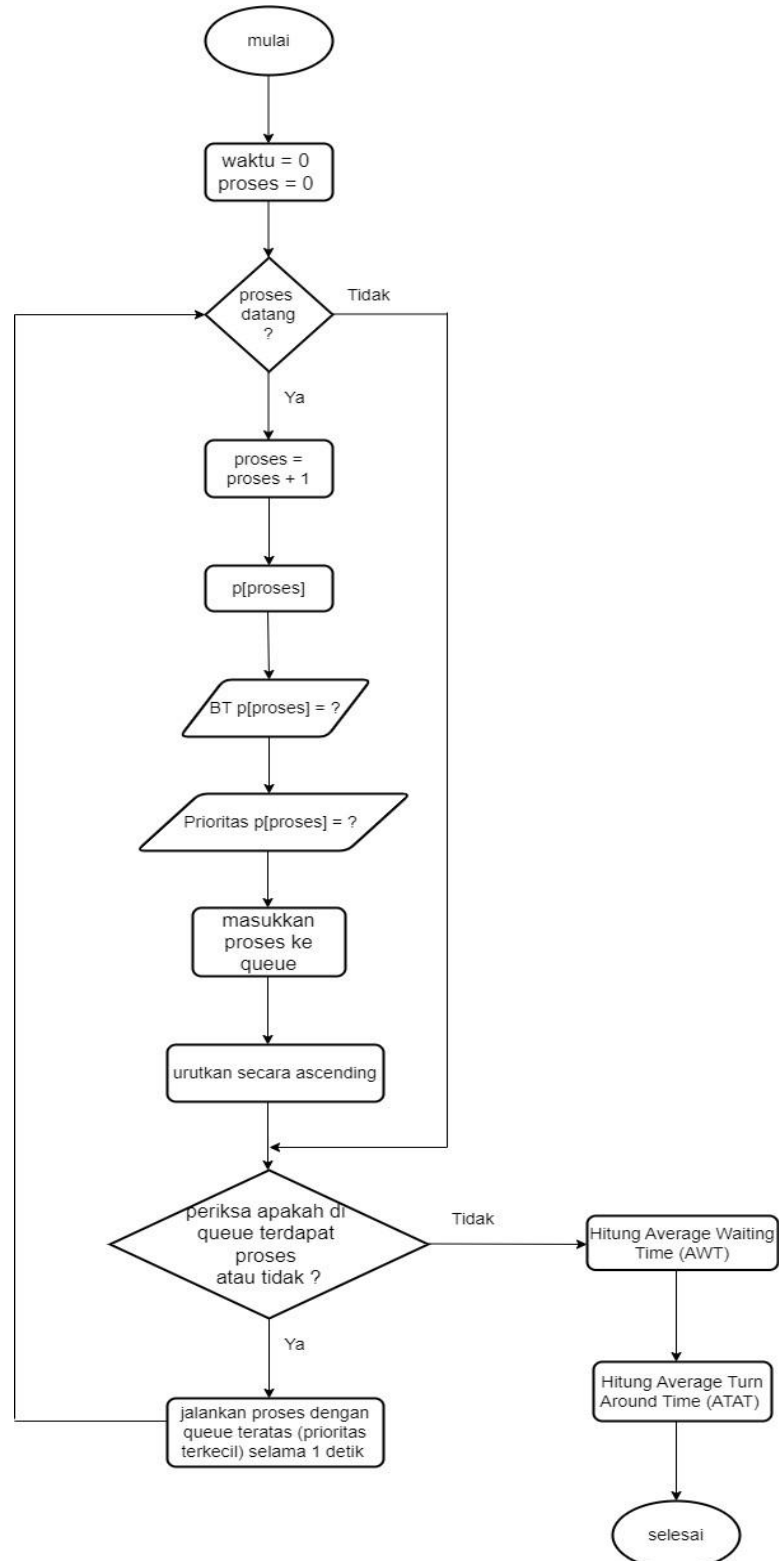 mulai
waktu = 0
proses = 0
proses
datang
?
Tidak
Ya
proses =
proses + 1
p[proses]
BT p[proses] = ?
Prioritas p[proses] = ?
masukkan
proses ke
queue
urutkan secara ascending
periksa apakah di
queue terdapat
proses
atau tidak ?
Tidak
Hitung Average Waiting
Time (AWT)
Ya
jalankan proses dengan
queue teratas (prioritas
terkecil) selama 1 detik
Hitung Average Turn
Around Time (ATAT)
selesai